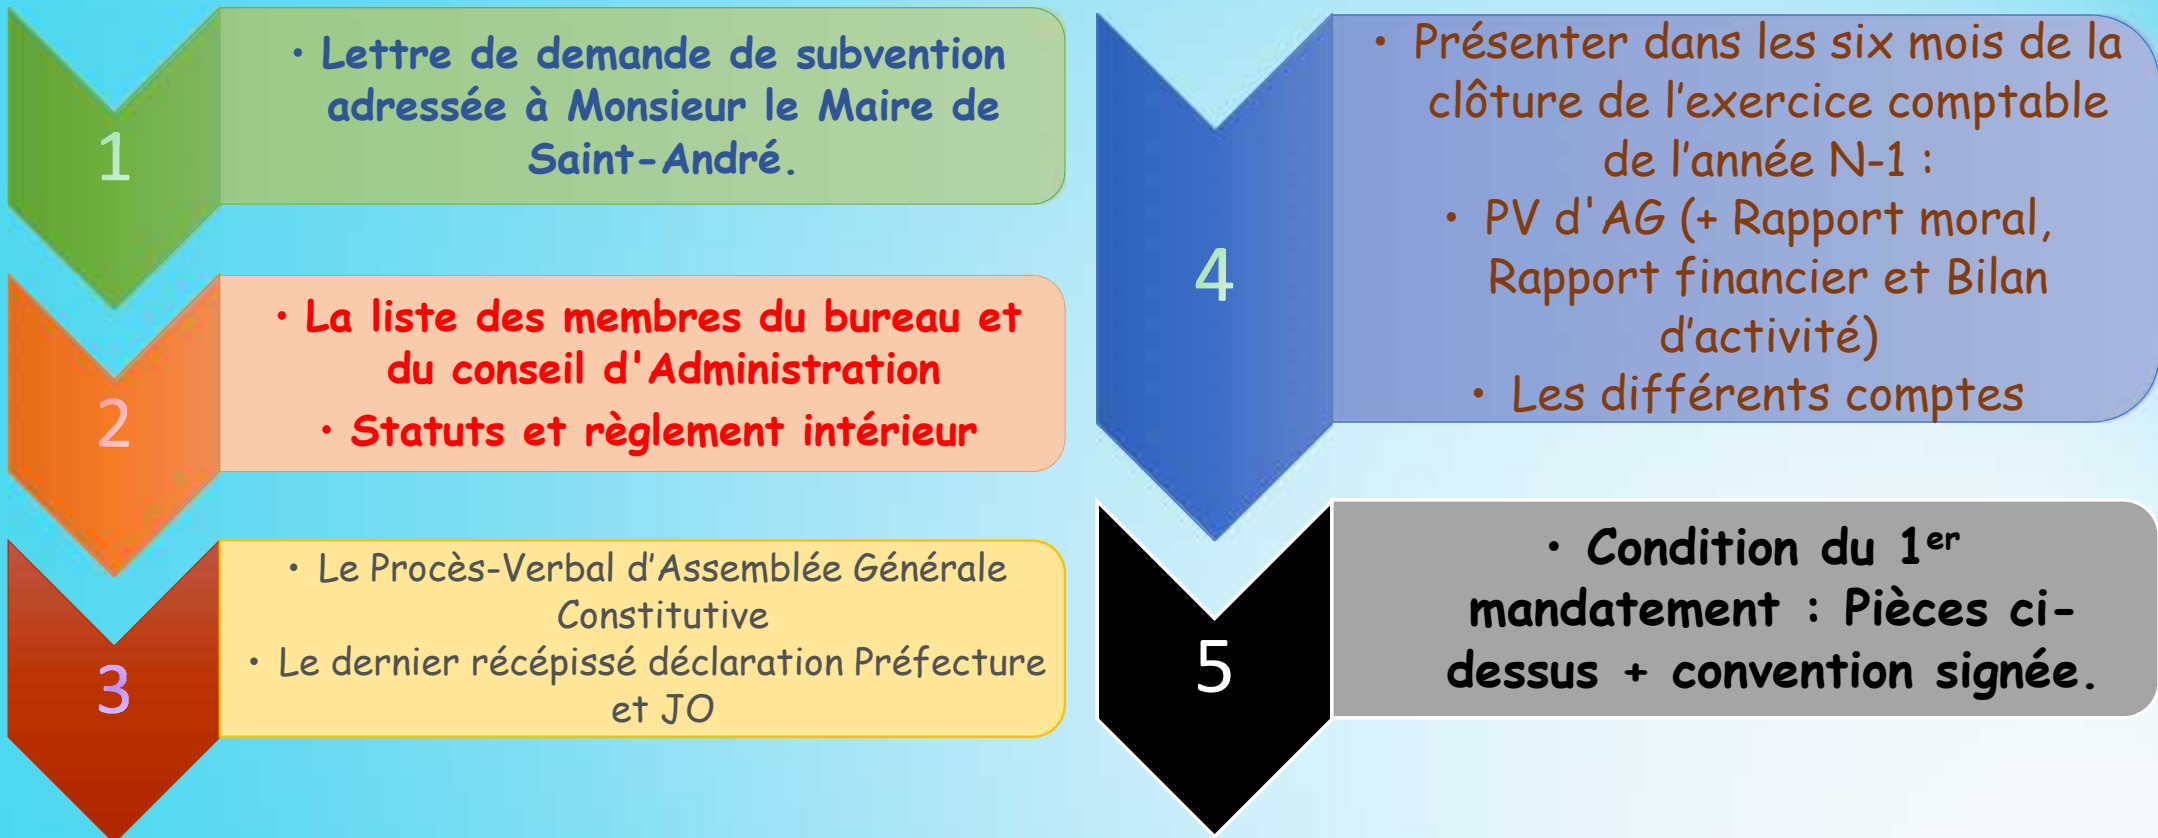 1
• Lettre de demande de subvention
adressée à Monsieur le Maire de
Saint-André.
2
• La liste des membres du bureau et
du conseil d'Administration
• Statuts et règlement intérieur
3
• Le Procès-Verbal d'Assemblée Générale
Constitutive
• Le dernier récépissé déclaration Préfecture
et JO
4
• Présenter dans les six mois de la
clôture de l'exercice comptable
de l'année N-1 :
• PV d'AG (+ Rapport moral,
Rapport financier et Bilan
d'activité)
• Les différents comptes
5
• Condition du 1er
mandatement : Pièces ci-
dessus + convention signée.